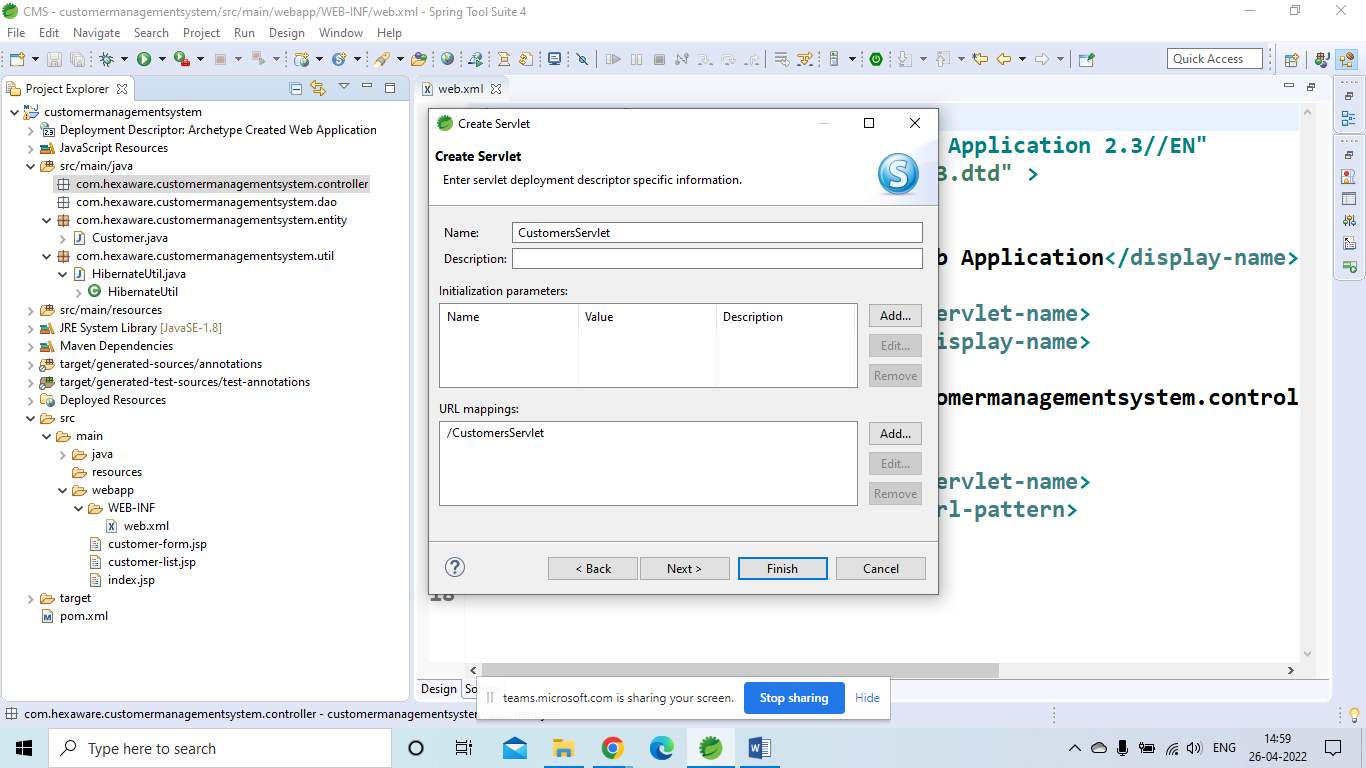 CMS - customermanagementsystem/src/main/webapp/WEB-INF/web.xml - Spring Tool Suite 4
File Edit Navigate Search Project Run Design Window Help
Quick Access
Project Explorer
web.xml
customermanagementsystem
Deployment Descriptor: Archetype Created Web Application
JavaScript Resources
src/main/java
com.hexaware.customermanagementsystem.controller
com.hexaware.customermanagementsystem.dao
com.hexaware.customermanagementsystem.entity
Customer.java
com.hexaware.customermanagementsystem.util
HibernateUtil.java
HibernateUtil
src/main/resources
JRE System Library [JavaSE-1.8]
Maven Dependencies
target/generated-sources/annotations
target/generated-test-sources/test-annotations
Deployed Resources
src
main
java
resources
webapp
WEB-INF
web.xml
customer-form.jsp
customer-list.jsp
index.jsp
target
pom.xml
Create Servlet
Create Servlet
Enter servlet deployment descriptor specific information.
S
Name: CustomersServlet
Description:
Initialization parameters:
Name Value Description
Add...
Edit...
Remove
URL mappings:
/CustomersServlet
Add...
Edit...
Remove
? < Back Next > Finish Cancel
Application 2.3//EN"
.dtd" >
Application</display-name>
ervlet-name>
isplay-name>
omermanagementsystem.control
ervlet-name>
rl-pattern>
18
Design
teams.microsoft.com is sharing your screen. Stop sharing Hide
com.hexaware.customermanagementsystem.controller - customermanagementsystem
Type here to search
ENG
14:59
26-04-2022